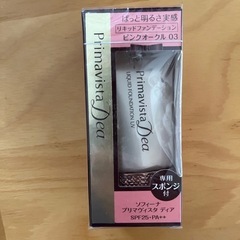 ぱっと明るさ実感
リキッドファンデーション
ピンクオークル 03
Primavista
Dea
Primavista
Dea
LIQUID FOUNDATION UV
専用
スポンジ
付
ソフィーナ
プリマヴィスタ ディア
SPF25・PA++